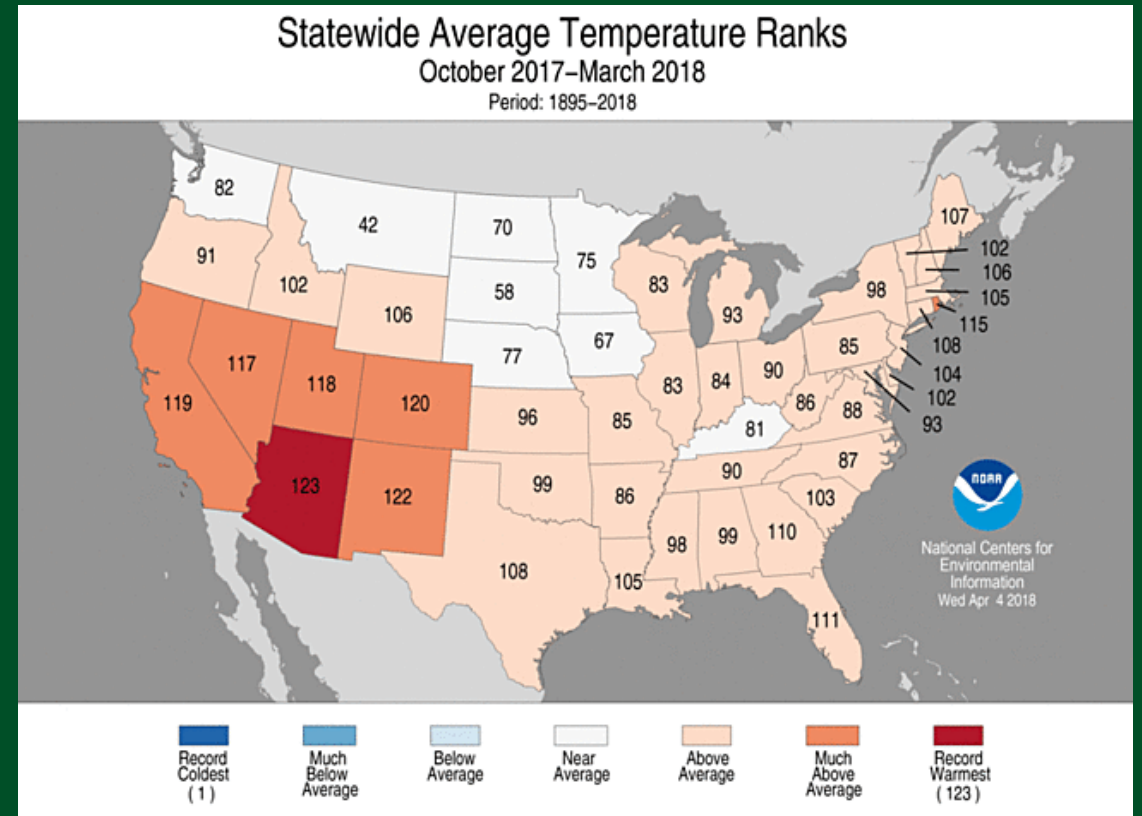 Statewide Average Temperature Ranks
October 2017–March 2018
Period: 1895–2018
82
42
70
75
107
91
102
106
58
83
93
98
102
106
105
115
108
104
102
93
77
67
117
118
120
119
96
85
83
84
90
85
86
88
81
87
90
123
122
99
86
103
98
99
110
108
105
111
NOAA
National Centers for
Environmental
Information
Wed Apr 4 2018
Record
Coldest
( 1 )
Much
Below
Average
Below
Average
Near
Average
Above
Average
Much
Above
Average
Record
Warmest
( 123 )